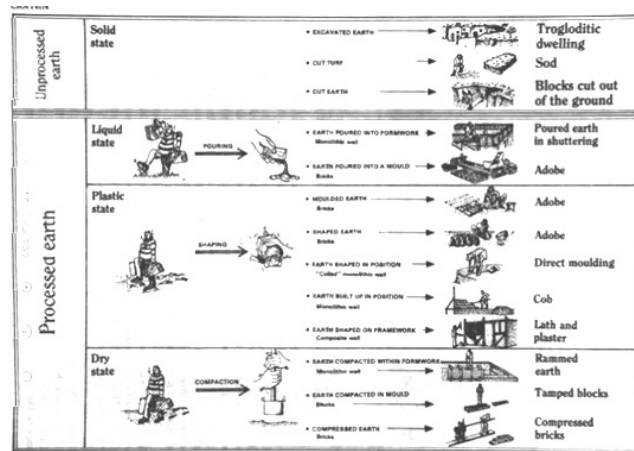 Unprocessed
earth
Solid
state
• EXCAVATED EARTH
Trogloditic
dwelling
• CUT TURF
Sod
• CUT EARTH
Blocks cut out
of the ground
Processed earth
Liquid
state
POURING
• EARTH POURED INTO FORMWORK
Monolithic wall
Poured earth
in shuttering
• EARTH POURED INTO A MOULD
Bricks
Adobe
Plastic
state
SHAPING
• MOULDED EARTH
Bricks
Adobe
• SHAPED EARTH
Bricks
Adobe
• EARTH SHAPED IN POSITION
"Coiled" monolithic wall
Direct moulding
• EARTH BUILT UP IN POSITION
Monolithic wall
Cob
• EARTH SHAPED ON FRAMEWORK
Composite wall
Lath and
plaster
Dry
state
COMPACTION
• EARTH COMPACTED WITHIN FORMWORK
Monolithic wall
Rammed
earth
• EARTH COMPACTED IN MOULD
Blocks
Tamped blocks
• COMPRESSED EARTH
Bricks
Compressed
bricks